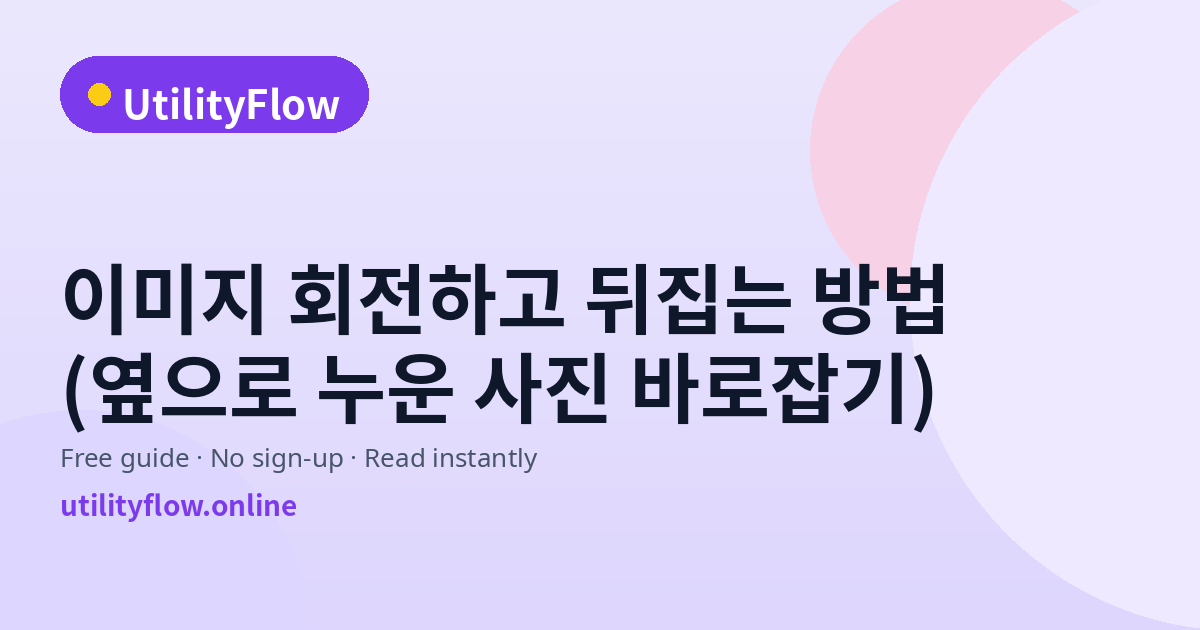 UtilityFlow
이미지 회전하고 뒤집는 방법
(옆으로 누운 사진 바로잡기)
Free guide · No sign-up · Read instantly
utilityflow.online